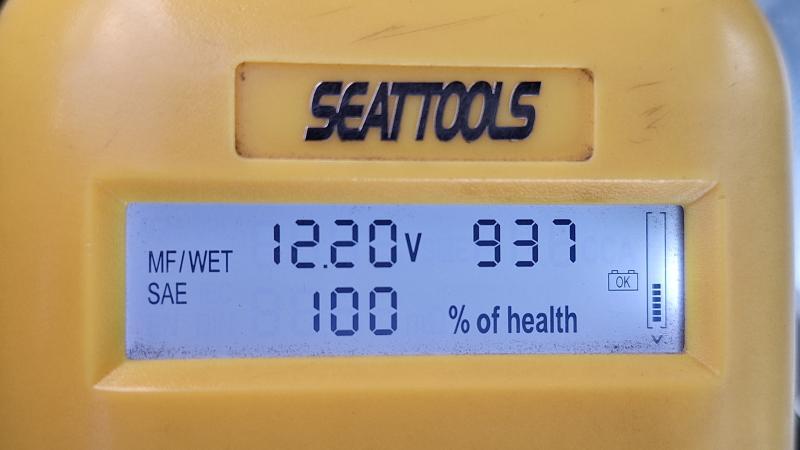 SEATTOOLS
MF/WET 12.20V 937
SAE
OK
100 % of health